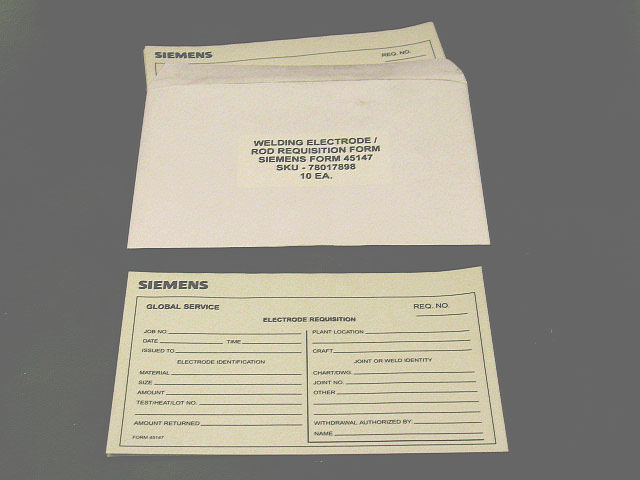 SIEMENS
REQ. NO.
WELDING ELECTRODE /
ROD REQUISITION FORM
SIEMENS FORM 45147
SKU - 78017898
10 EA.
SIEMENS
GLOBAL SERVICE
REQ. NO.
ELECTRODE REQUISITION
JOB NO.
DATE TIME
ISSUED TO
ELECTRODE IDENTIFICATION
MATERIAL
SIZE
AMOUNT
TEST/HEAT/LOT NO.
AMOUNT RETURNED
FORM 45147
PLANT LOCATION
CRAFT
JOINT OR WELD IDENTITY
CHART/DWG.
JOINT NO.
OTHER
WITHDRAWAL AUTHORIZED BY:
NAME